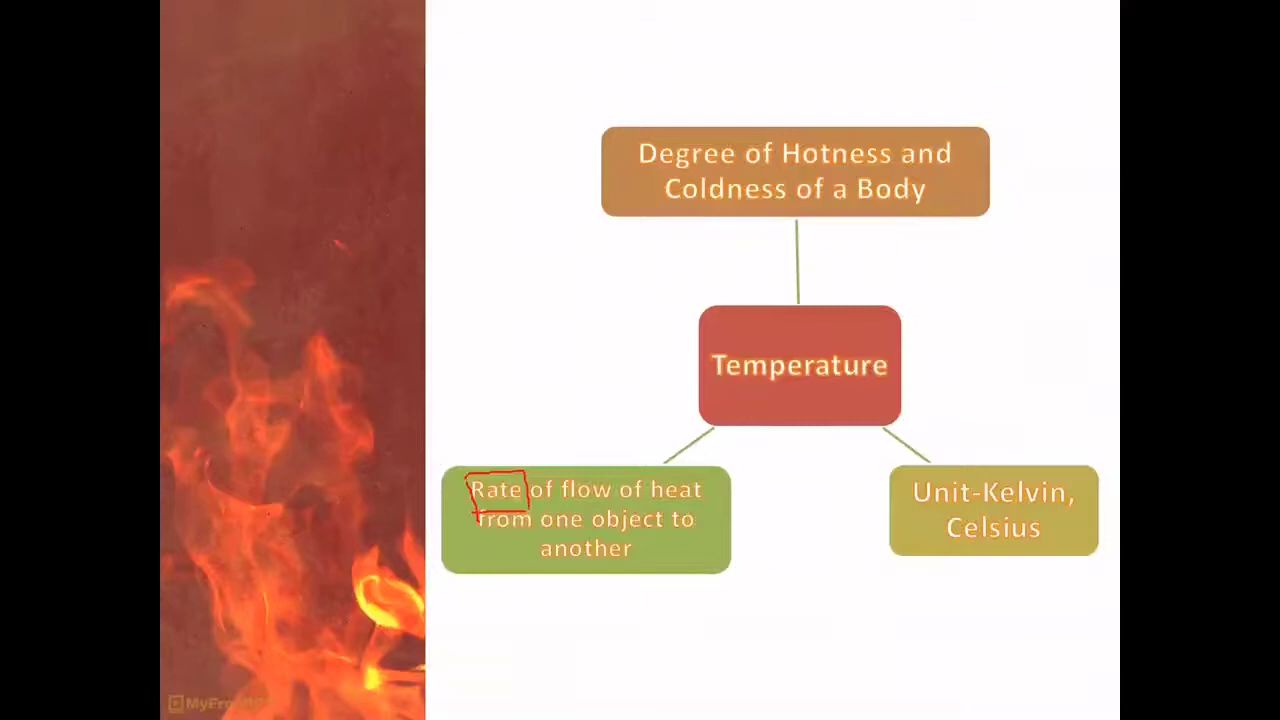 Degree of Hotness and
Coldness of a Body
Temperature
Rate of flow of heat
from one object to
another
Unit-Kelvin,
Celsius